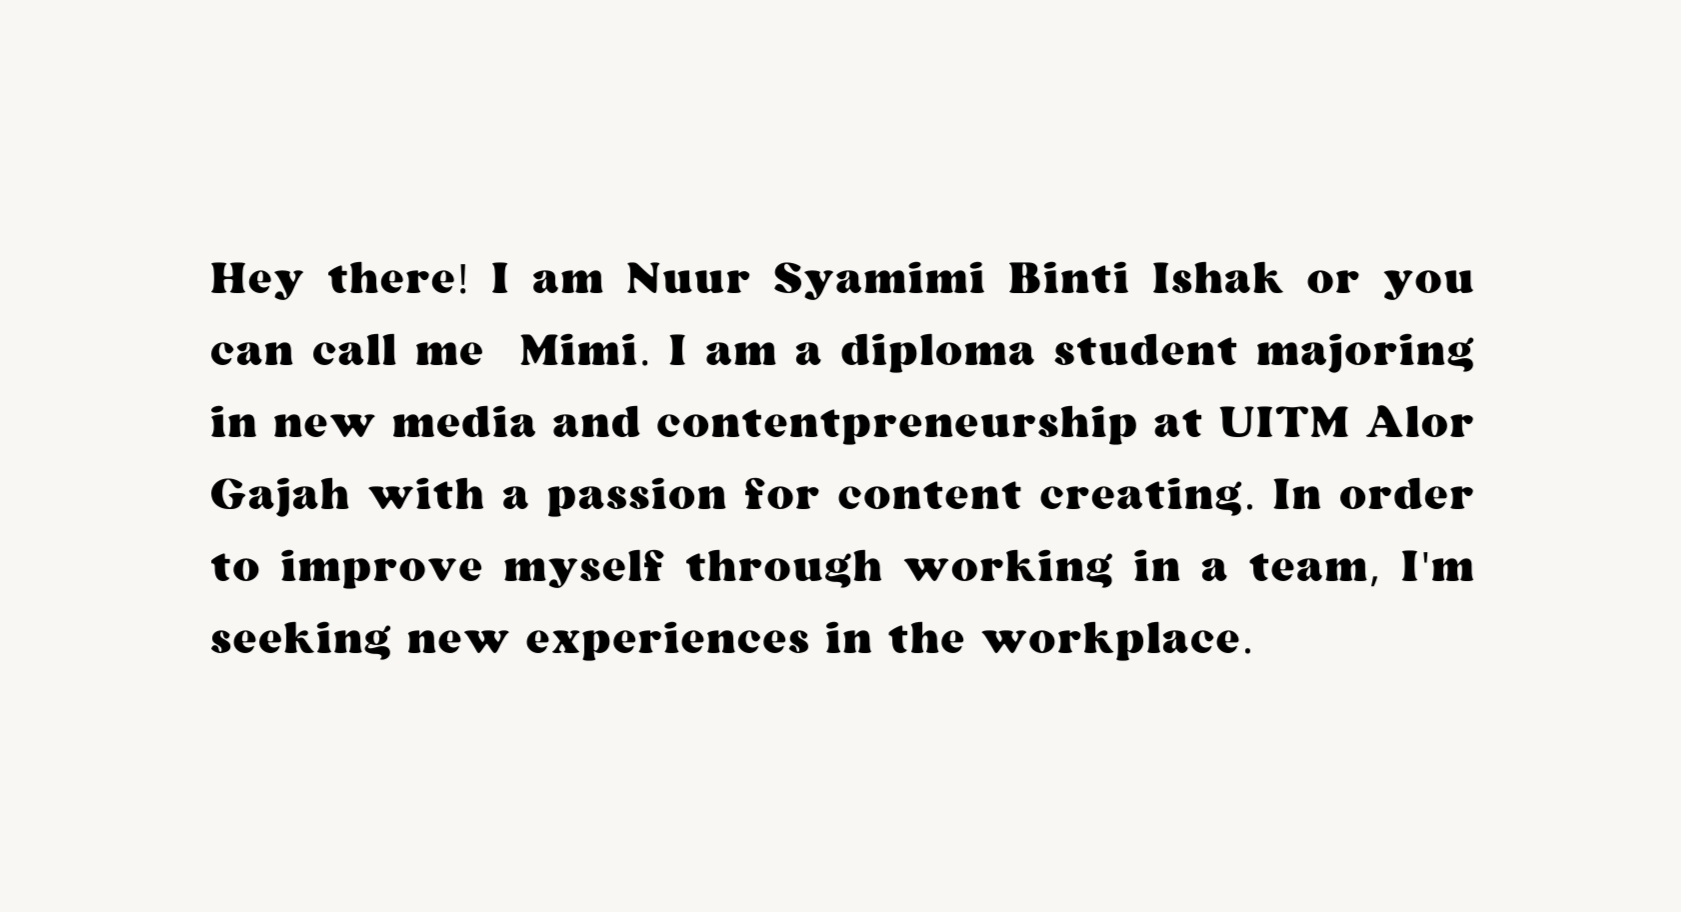 Hey there! I am Nuur Syamimi Binti Ishak or you
can call me  Mimi. I am a diploma student majoring
in new media and contentpreneurship at UITM Alor
Gajah with a passion for content creating. In order
to improve myself through working in a team, I'm
seeking new experiences in the workplace.